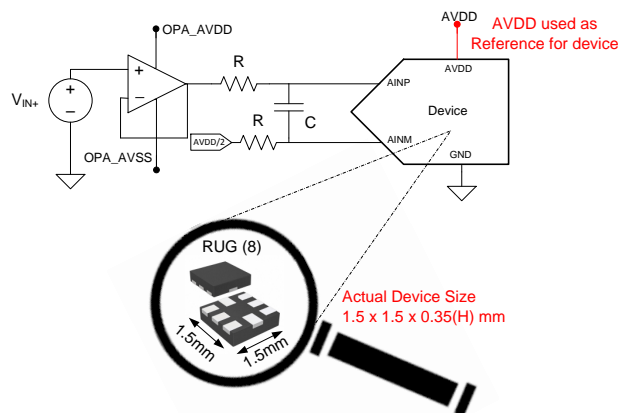 OPA_AVDD
AVDD
AVDD used as
Reference for device
R
AVDD
+
AINP
+
VIN+
−
Device
−
R
C
AVDD/2
AINM
OPA_AVSS
GND
RUG (8)
Actual Device Size
1.5 x 1.5 x 0.35(H) mm
1.5mm
1.5mm